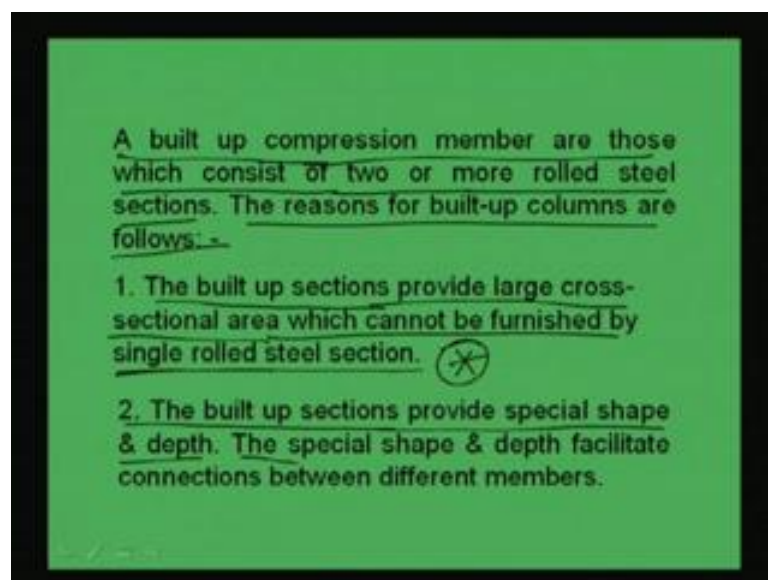 A built up compression member are those
which consist of two or more rolled steel
sections. The reasons for built-up columns are
follows: -
1. The built up sections provide large cross-
sectional area which cannot be furnished by
single rolled steel section.
2. The built up sections provide special shape
& depth. The special shape & depth facilitate
connections between different members.